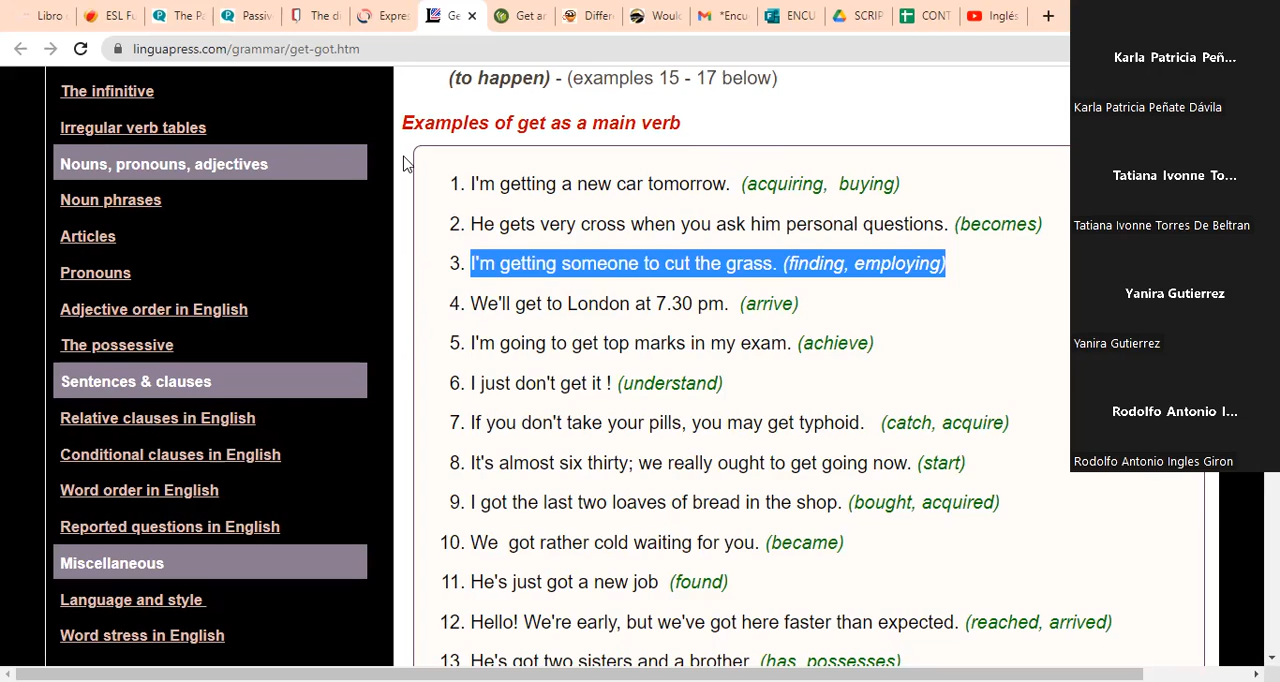 Libro
ESL Fu
The Pa
Passiv
The di
Expres
Ge
Get ar
Differ
Would
*Encu
ENCU
SCRIP
CONT
Inglés
linguapress.com/grammar/get-got.htm
The infinitive
Irregular verb tables
Nouns, pronouns, adjectives
Noun phrases
Articles
Pronouns
Adjective order in English
The possessive
Sentences & clauses
Relative clauses in English
Conditional clauses in English
Word order in English
Reported questions in English
Miscellaneous
Language and style
Word stress in English
(to happen) - (examples 15 - 17 below)
Examples of get as a main verb
1. I'm getting a new car tomorrow. (acquiring, buying)
2. He gets very cross when you ask him personal questions. (becomes)
3. I'm getting someone to cut the grass. (finding, employing)
4. We'll get to London at 7.30 pm. (arrive)
5. I'm going to get top marks in my exam. (achieve)
6. I just don't get it ! (understand)
7. If you don't take your pills, you may get typhoid. (catch, acquire)
8. It's almost six thirty; we really ought to get going now. (start)
9. I got the last two loaves of bread in the shop. (bought, acquired)
10. We got rather cold waiting for you. (became)
11. He's just got a new job (found)
12. Hello! We're early, but we've got here faster than expected. (reached, arrived)
13. He's got two sisters and a brother (has, possesses)
Karla Patricia Peñ...
Karla Patricia Peñate Dávila
Tatiana Ivonne To...
Tatiana Ivonne Torres De Beltran
Yanira Gutierrez
Yanira Gutierrez
Rodolfo Antonio I...
Rodolfo Antonio Ingles Giron